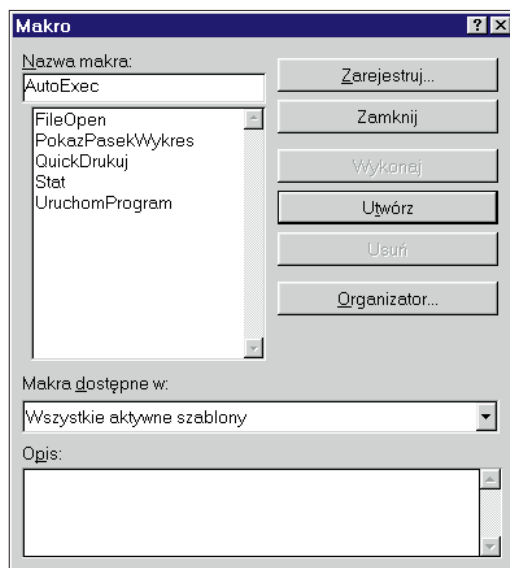 Makro
Nazwa makra:
AutoExec
FileOpen
PokazPasekWykres
QuickDrukuj
Stat
UruchomProgram
Zarejestruj...
Zamknij
Wykonaj
Utwórz
Usuń
Organizator...
Makra dostępne w:
Wszystkie aktywne szablony
Opis: